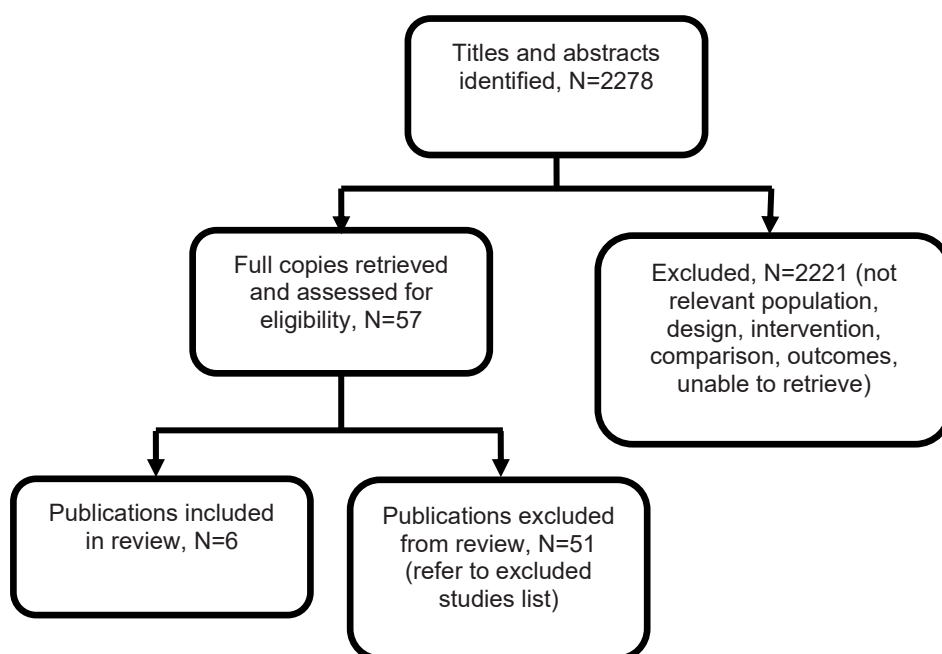 Titles and abstracts
identified, N=2278
Full copies retrieved
and assessed for
eligibility, N=57
Excluded, N=2221 (not
relevant population,
design, intervention,
comparison, outcomes,
unable to retrieve)
Publications included
in review, N=6
Publications excluded
from review, N=51
(refer to excluded
studies list)